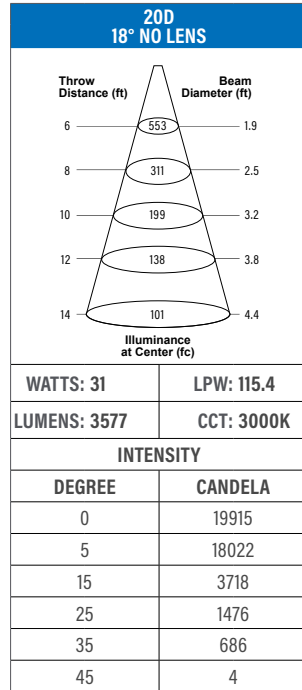 20D
18° NO LENS
Throw
Distance (ft)
Beam
Diameter (ft)
6 553 1.9
8 311 2.5
10 199 3.2
12 138 3.8
14 101 4.4
Illuminance
at Center (fc)
WATTS: 31 LPW: 115.4
LUMENS: 3577 CCT: 3000K
INTENSITY
DEGREE CANDELA
0 19915
5 18022
15 3718
25 1476
35 686
45 4